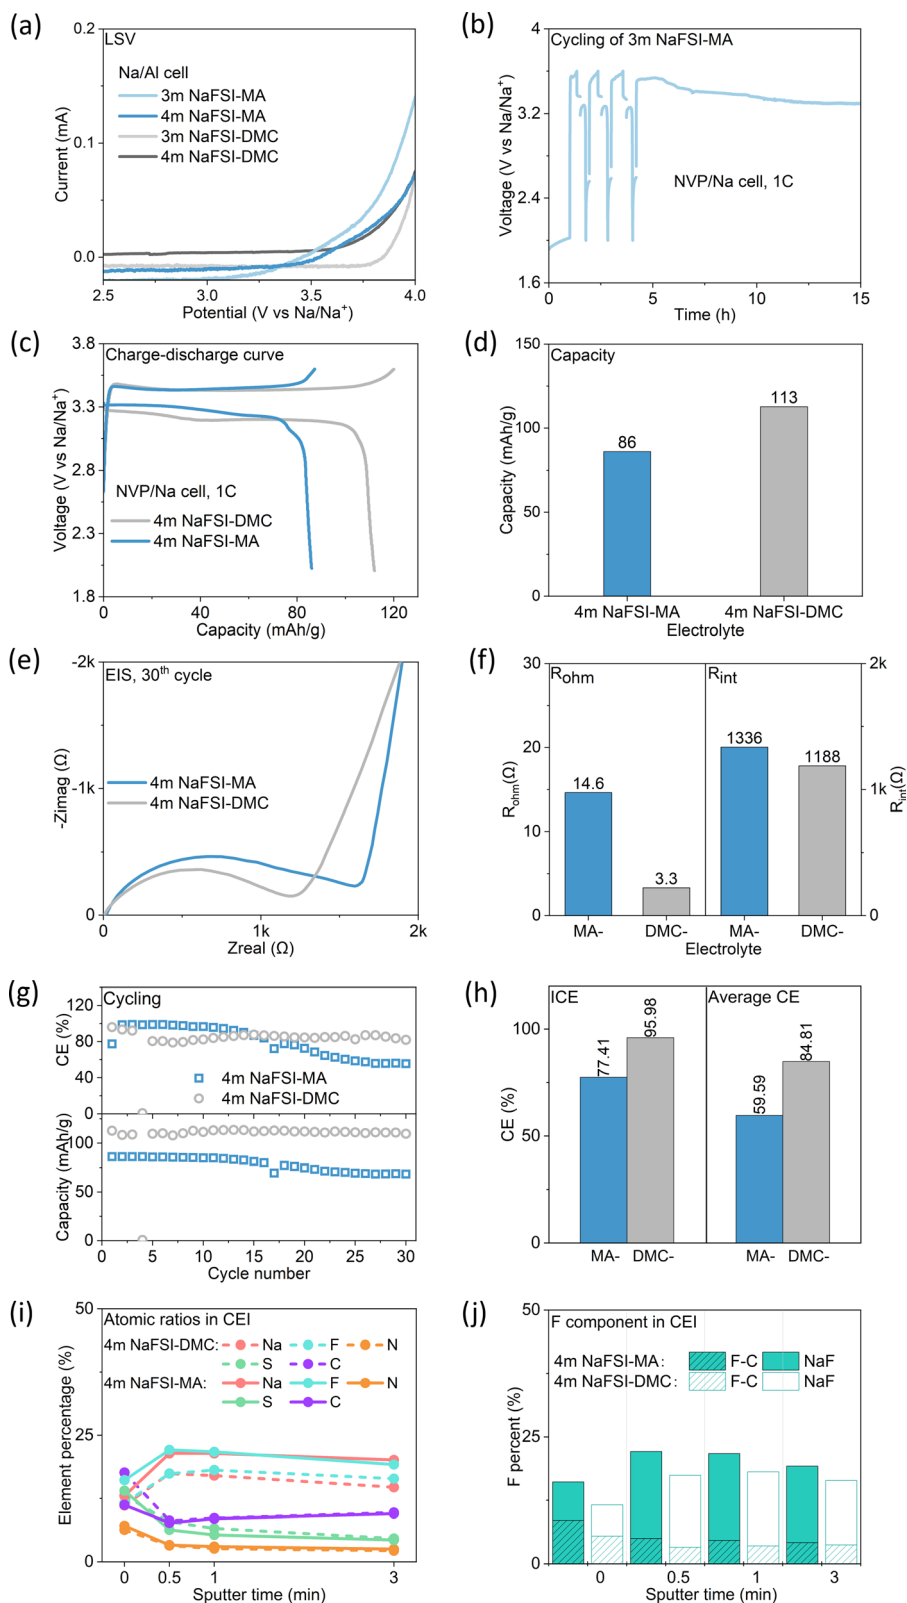 (a)
LSV
Na/Al cell
3m NaFSI-MA
4m NaFSI-MA
3m NaFSI-DMC
4m NaFSI-DMC
0.2
0.1
0.0
Current (mA)
2.5 3.0 3.5 4.0
Potential (V vs Na/Na+)
(b)
Cycling of 3m NaFSI-MA
NVP/Na cell, 1C
4
3.2
2.4
1.6
Voltage (V vs Na/Na+)
0 5 10 15
Time (h)
(c)
Charge-discharge curve
NVP/Na cell, 1C
4m NaFSI-DMC
4m NaFSI-MA
3.8
3.3
2.8
2.3
1.8
Voltage (V vs Na/Na+)
0 40 80 120
Capacity (mAh/g)
(d)
Capacity
150
100
50
0
Capacity (mAh/g)
86
113
4m NaFSI-MA 4m NaFSI-DMC
Electrolyte
(e)
EIS, 30th cycle
4m NaFSI-MA
4m NaFSI-DMC
-2k
-1k
0
-Zimag (Ω)
0 1k 2k
Zreal (Ω)
(f)
Rohm
Rint
30
20
10
0
Rohm(Ω)
14.6
3.3
1336
1188
2k
1k
0
Rint(Ω)
MA- DMC- MA- DMC-
Electrolyte
(g)
Cycling
120
80
40
0
CE (%)
4m NaFSI-MA
4m NaFSI-DMC
100
50
0
Capacity (mAh/g)
0 5 10 15 20 25 30
Cycle number
(h)
ICE
Average CE
100
50
0
CE (%)
77.41
95.98
59.59
84.81
MA- DMC- MA- DMC-
(i)
Atomic ratios in CEI
4m NaFSI-DMC: Na F N
S C
4m NaFSI-MA: Na F N
S C
50
25
0
Element percentage (%)
0 0.5 1 3
Sputter time (min)
(j)
F component in CEI
4m NaFSI-MA: F-C NaF
4m NaFSI-DMC: F-C NaF
50
25
0
F percent (%)
0 0.5 1 3
Sputter time (min)